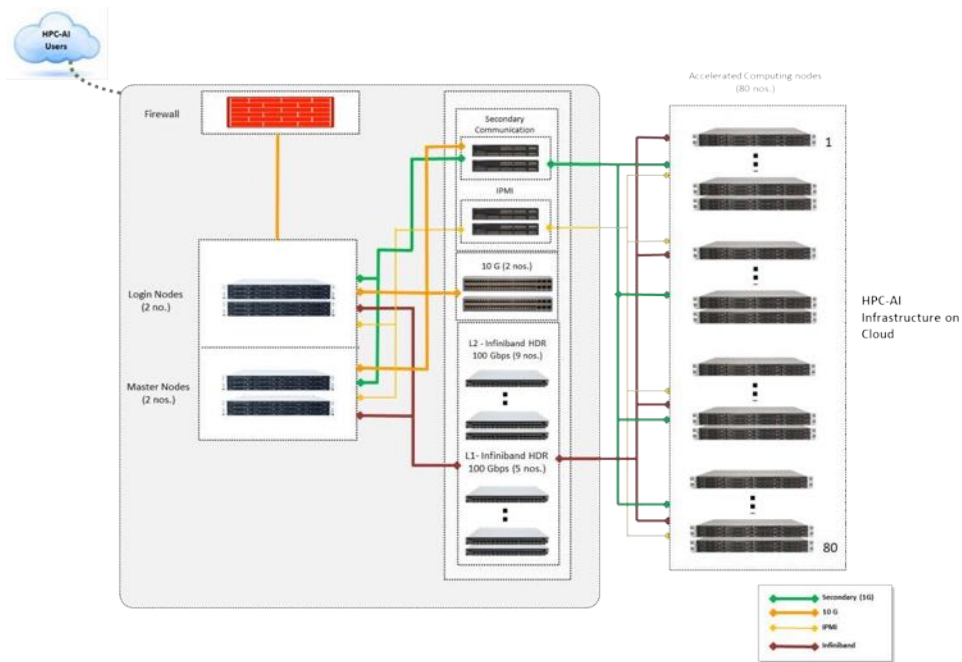 HPC-AI
Users
Firewall
Login Nodes
(2 no.)
Master Nodes
(2 nos.)
Secondary
Communication
IPMI
10 G (2 nos.)
L2 - Infiniband HDR
100 Gbps (9 nos.)
L1- Infiniband HDR
100 Gbps (5 nos.)
Accelerated Computing nodes
(80 nos.)
1
80
HPC-AI
Infrastructure on
Cloud
Secondary (1G)
10 G
IPMI
Infiniband